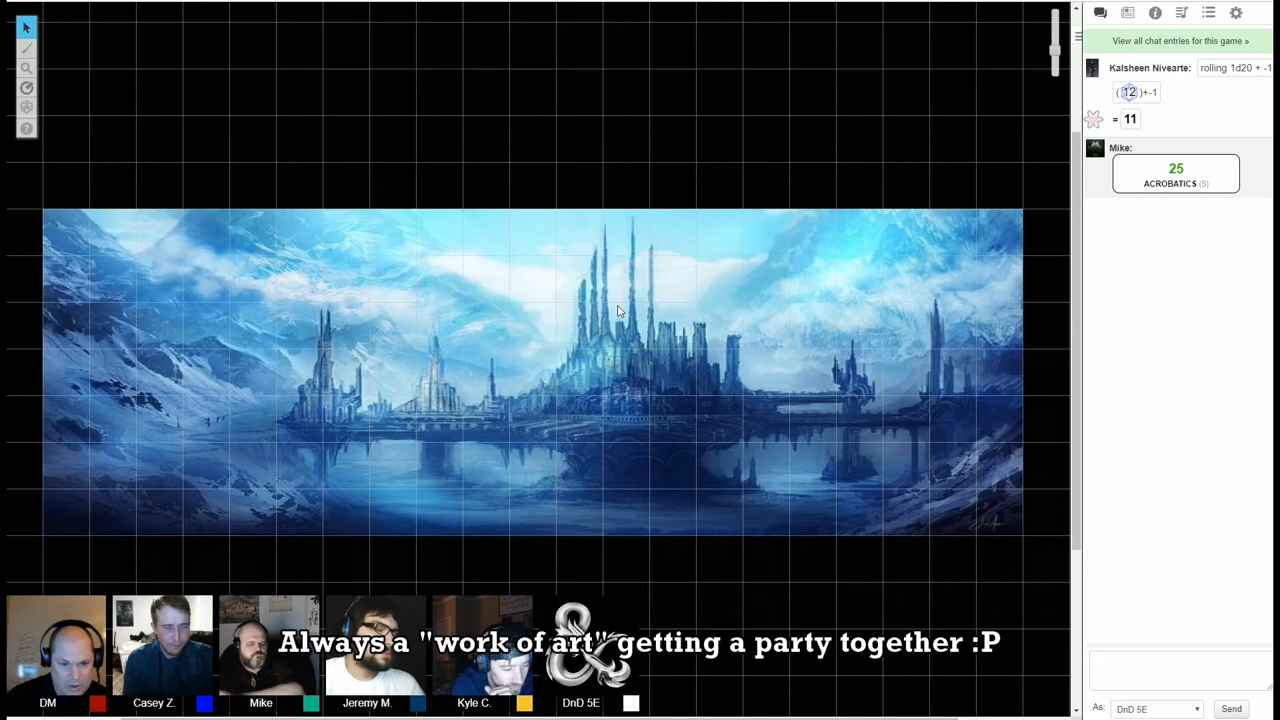 View all chat entries for this game »
Kalsheen Nivearte: rolling 1d20 + -1
(12)+-1
= 11
Mike:
25
ACROBATICS (5)
Always a "work of art" getting a party together :P
DM
Casey Z.
Mike
Jeremy M.
Kyle C.
DnD 5E
As: DnD 5E
Send